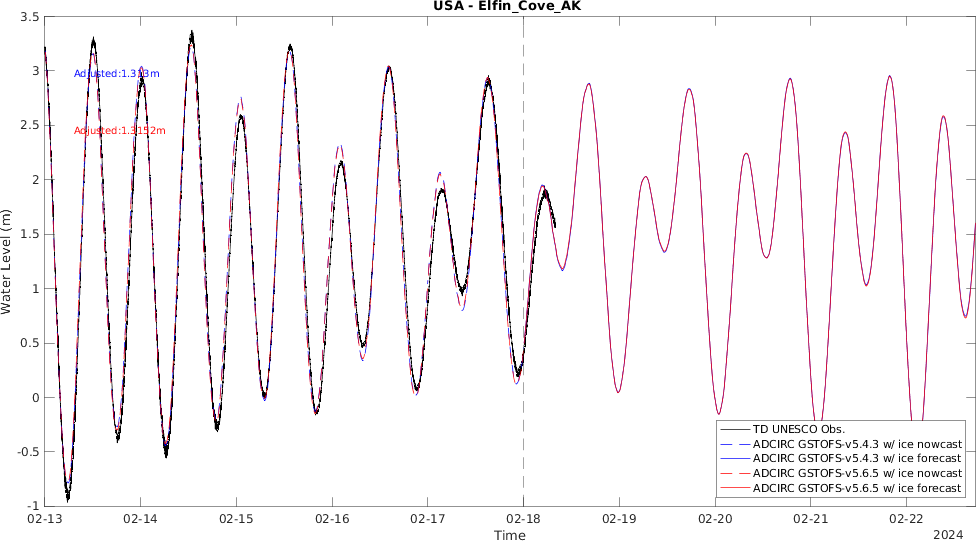 USA - Elfin_Cove_AK
3.5
3
2.5
2
1.5
1
0.5
0
-0.5
-1
Water Level (m)
Adjusted:1.313m
Adjusted:1.3152m
TD UNESCO Obs.
ADCIRC GSTOFS-v5.4.3 w/ ice nowcast
ADCIRC GSTOFS-v5.4.3 w/ ice forecast
ADCIRC GSTOFS-v5.6.5 w/ ice nowcast
ADCIRC GSTOFS-v5.6.5 w/ ice forecast
02-13 02-14 02-15 02-16 02-17 02-18 02-19 02-20 02-21 02-22
Time
2024